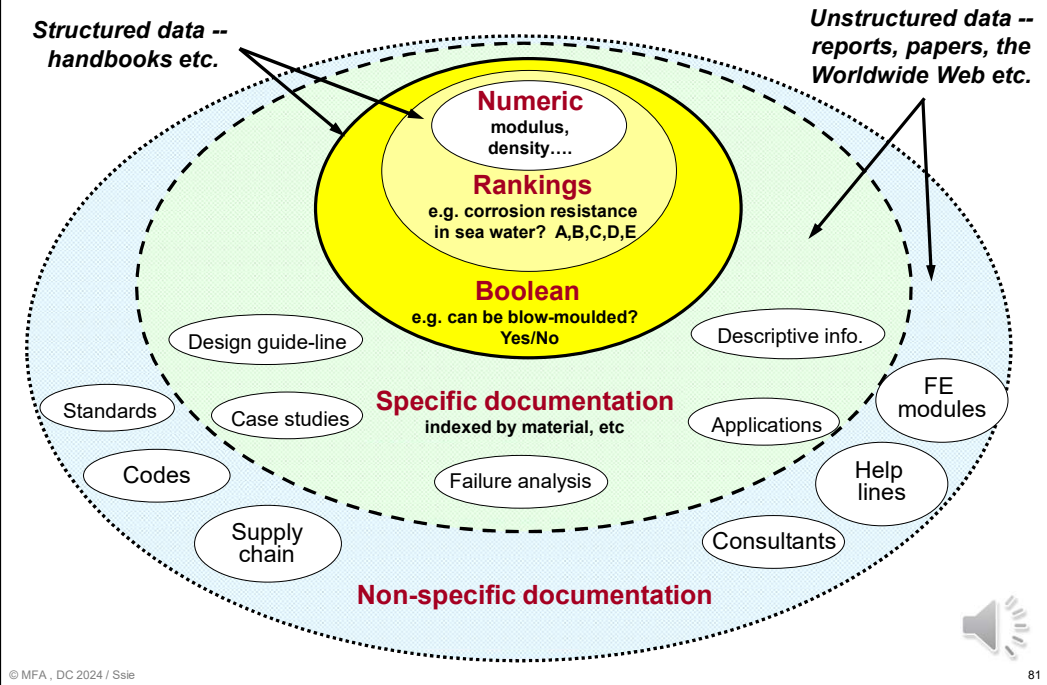 Structured data --
handbooks etc.
Unstructured data --
reports, papers, the
Worldwide Web etc.
Numeric
modulus,
density….
Rankings
e.g. corrosion resistance
in sea water?  A,B,C,D,E
Boolean
e.g. can be blow-moulded?
Yes/No
Design guide-line
Descriptive info.
Standards
Case studies
Specific documentation
indexed by material, etc
Applications
FE
modules
Codes
Failure analysis
Help
lines
Supply
chain
Consultants
Non-specific documentation
© MFA , DC 2024 / Ssie
81